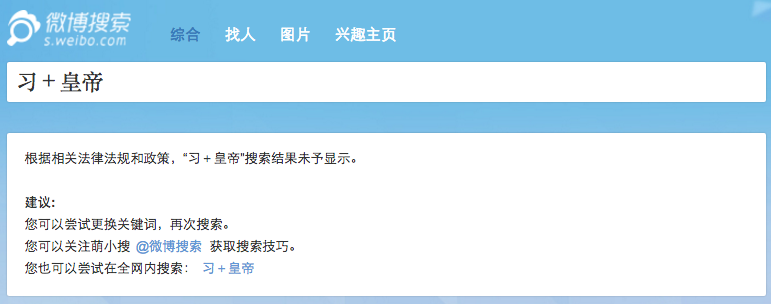 微博搜索
s.weibo.com
综合 找人 图片 兴趣主页
习＋皇帝
根据相关法律法规和政策，“习＋皇帝”搜索结果未予显示。
建议：
您可以尝试更换关键词，再次搜索。
您可以关注萌小搜 @微博搜索 获取搜索技巧。
您也可以尝试在全网内搜索： 习＋皇帝